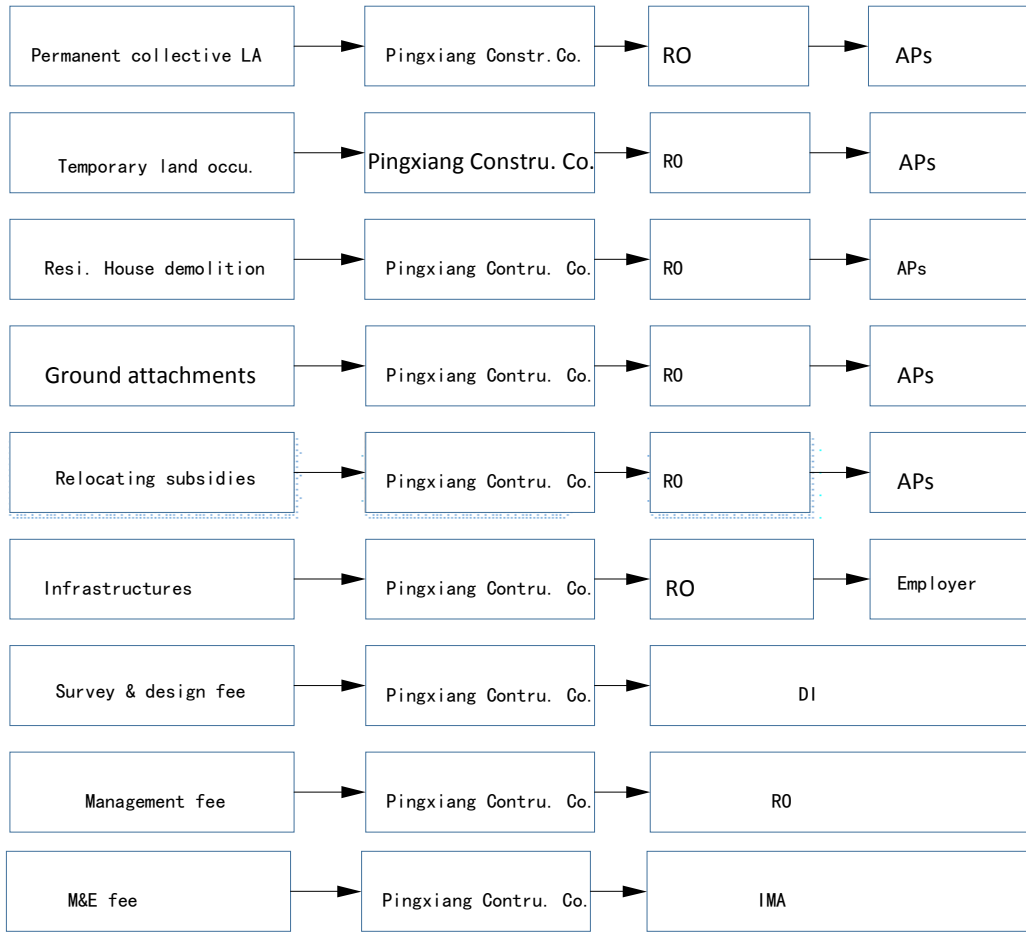 Permanent collective LA Pingxiang Constr.Co. RO APs
Temporary land occu. Pingxiang Constru. Co. RO APs
Resi. House demolition Pingxiang Contru. Co. RO APs
Ground attachments Pingxiang Contru. Co. RO APs
Relocating subsidies Pingxiang Contru. Co. RO APs
Infrastructures Pingxiang Contru. Co. RO Employer
Survey & design fee Pingxiang Contru. Co. DI
Management fee Pingxiang Contru. Co. RO
M&E fee Pingxiang Contru. Co. IMA